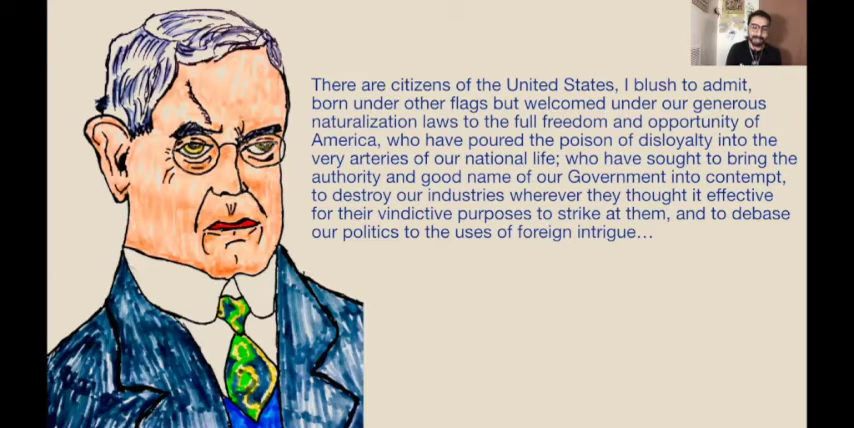 There are citizens of the United States, I blush to admit,
born under other flags but welcomed under our generous
naturalization laws to the full freedom and opportunity of
America, who have poured the poison of disloyalty into the
very arteries of our national life; who have sought to bring the
authority and good name of our Government into contempt,
to destroy our industries wherever they thought it effective
for their vindictive purposes to strike at them, and to debase
our politics to the uses of foreign intrigue…